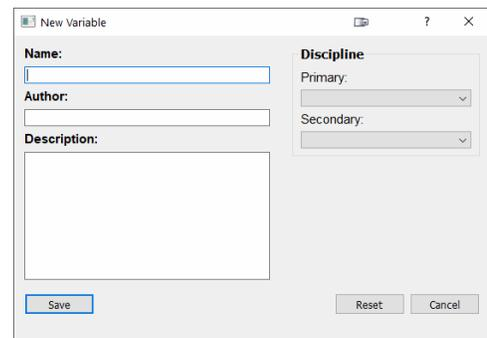 New Variable
?
Name:
Author:
Description:
Discipline
Primary:
Secondary:
Save
Reset
Cancel